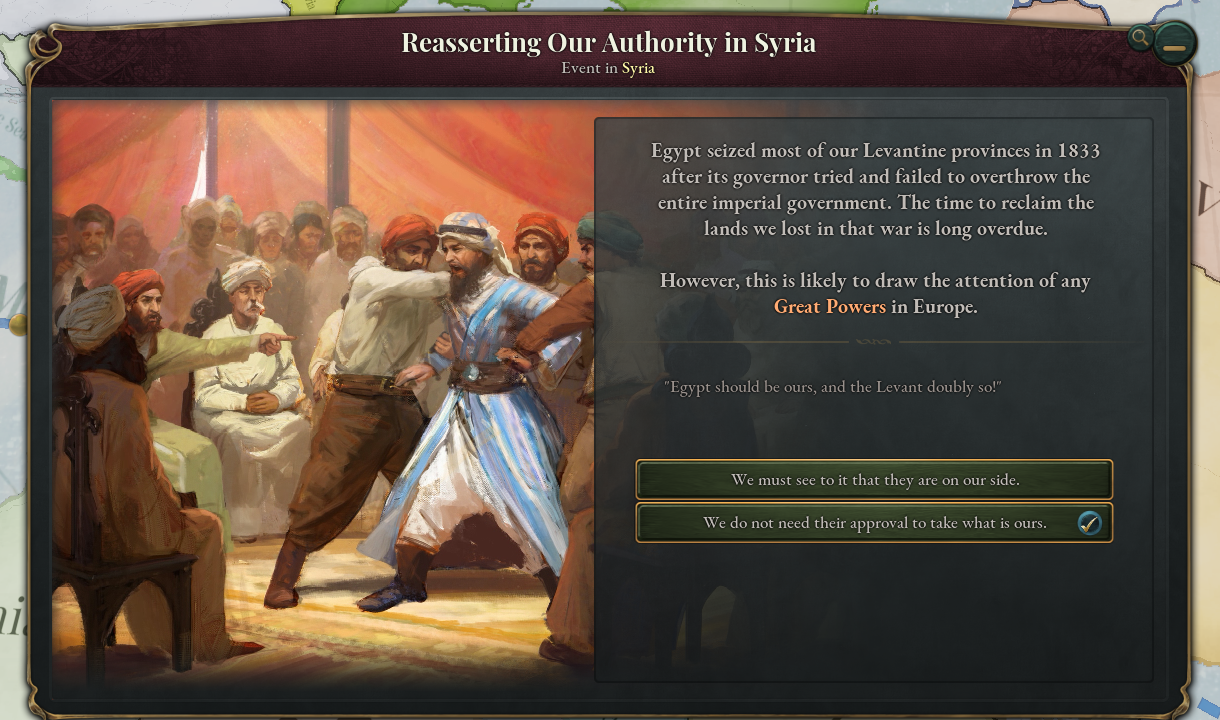 Reasserting Our Authority in Syria
Event in Syria
Egypt seized most of our Levantine provinces in 1833
after its governor tried and failed to overthrow the
entire imperial government. The time to reclaim the
lands we lost in that war is long overdue.
However, this is likely to draw the attention of any
Great Powers in Europe.
"Egypt should be ours, and the Levant doubly so!"
We must see to it that they are on our side.
We do not need their approval to take what is ours.